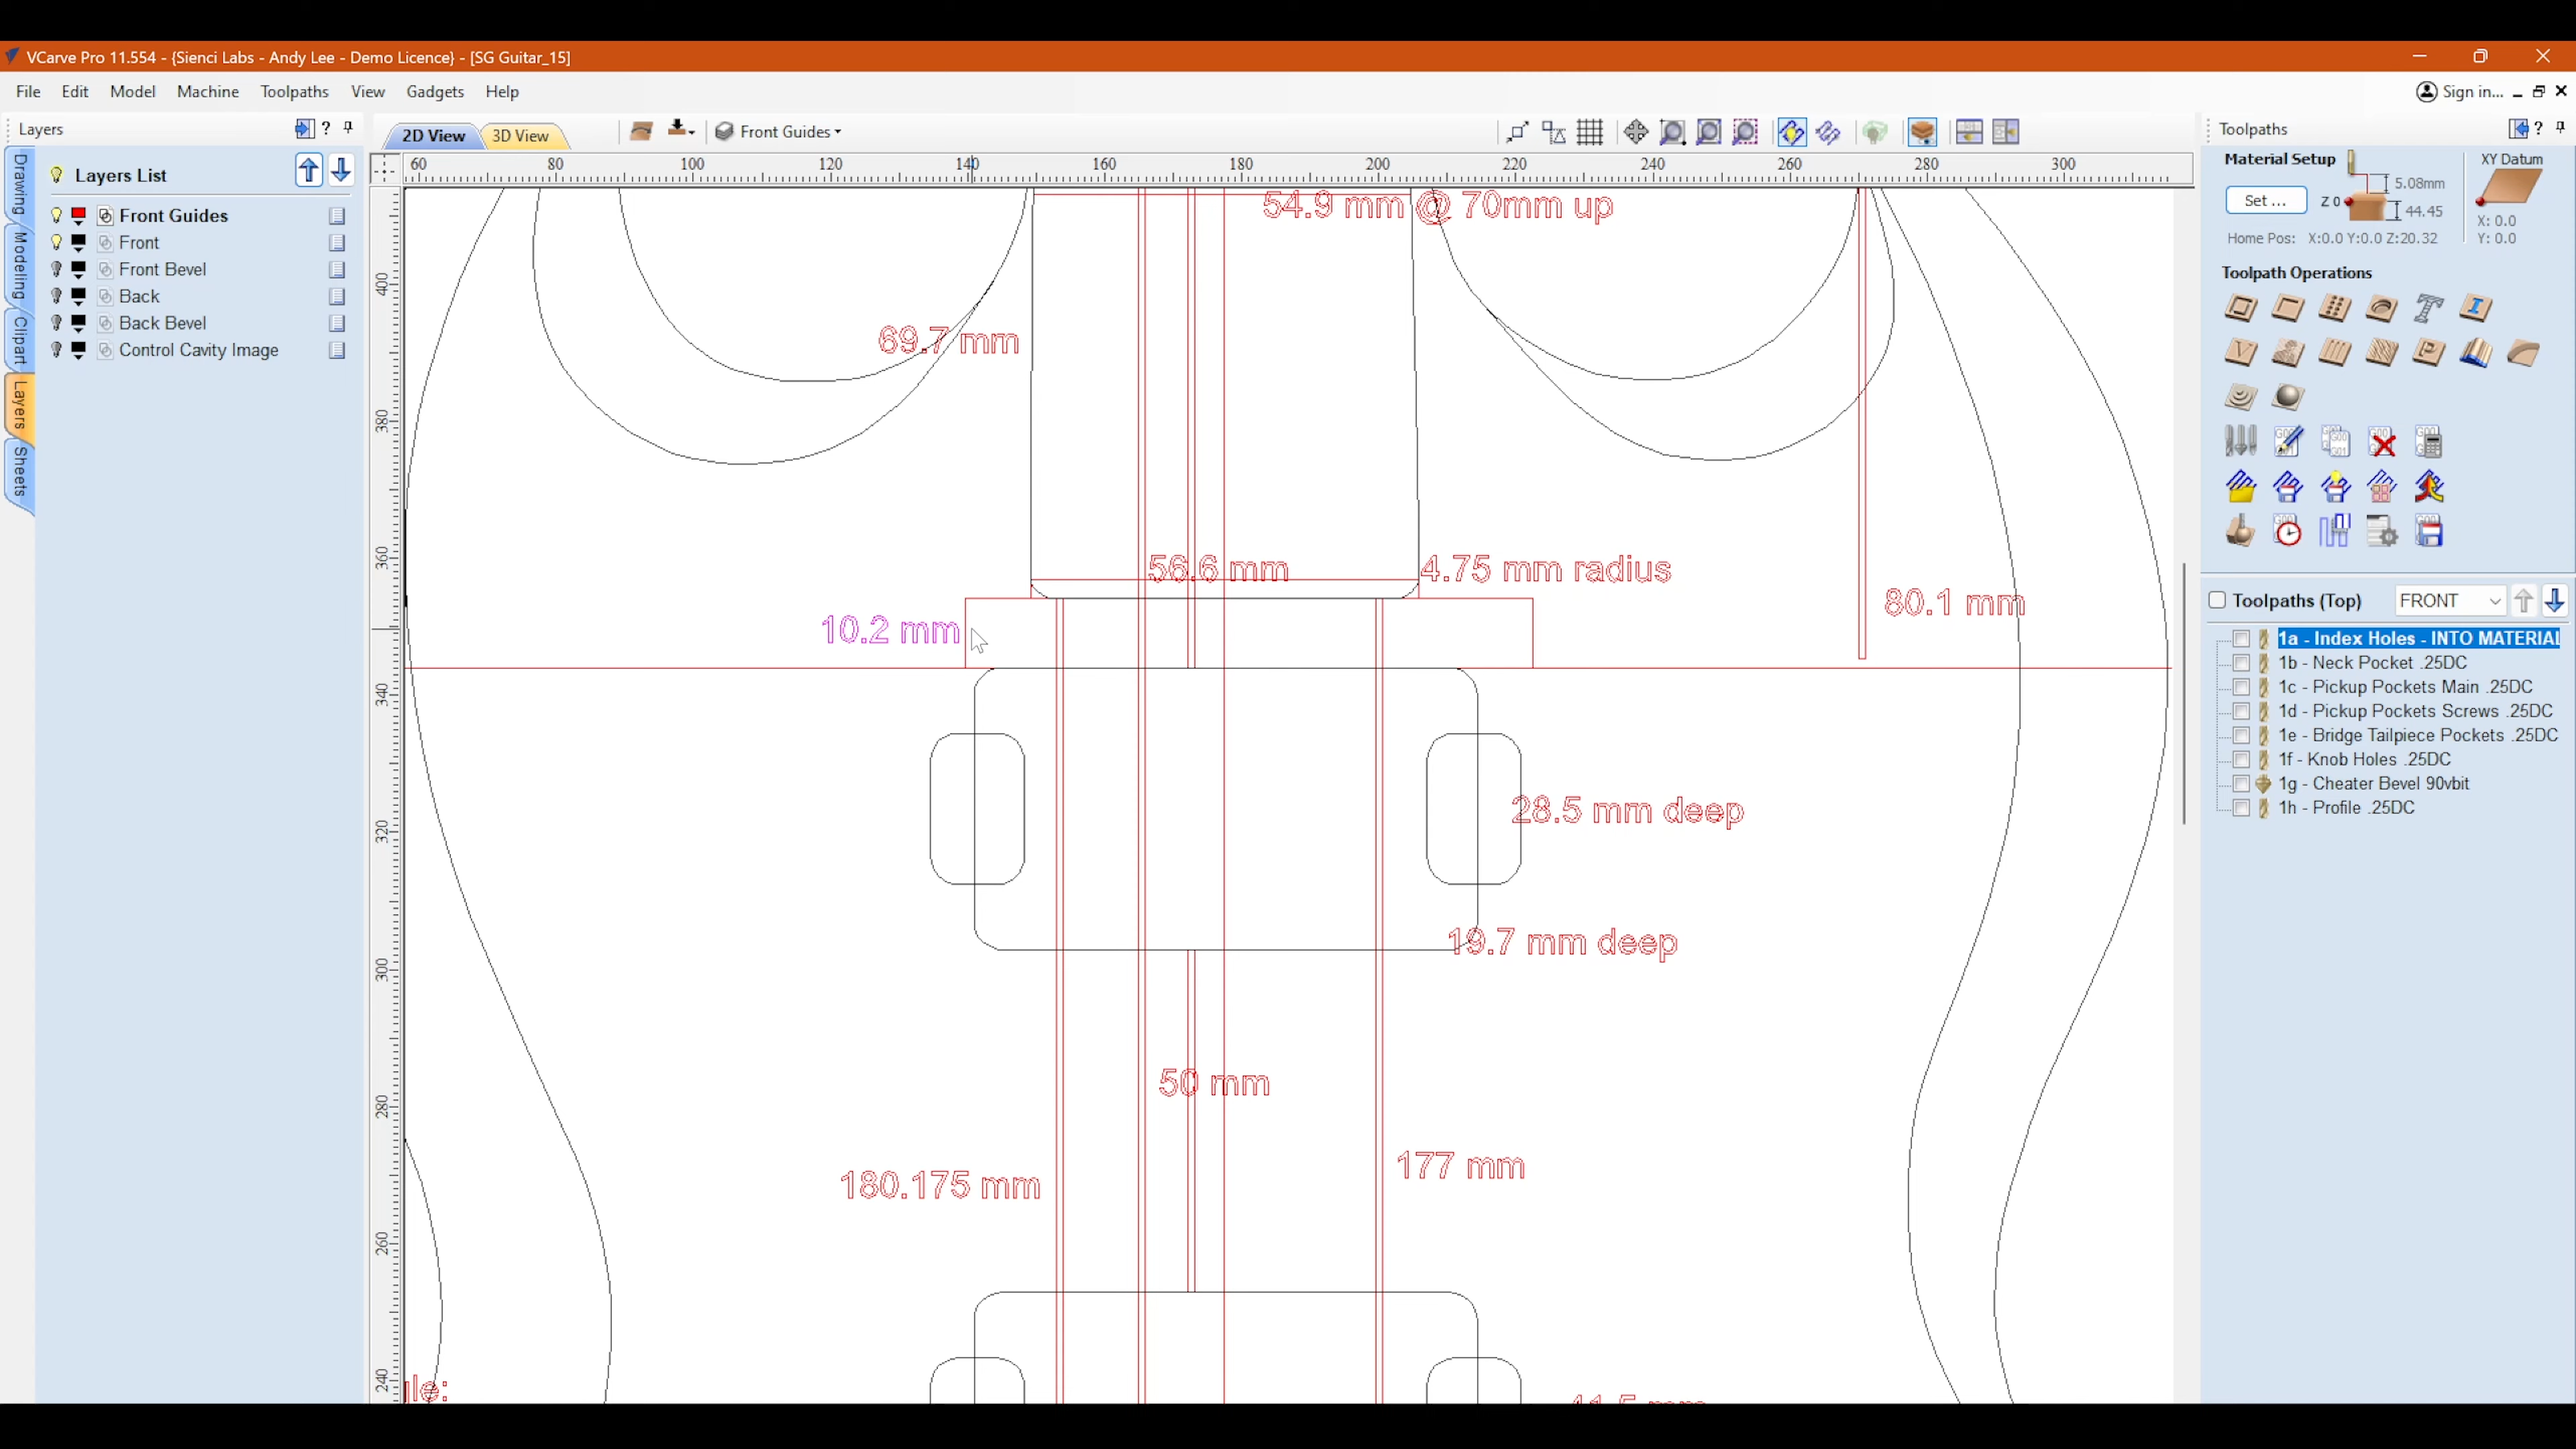 VCarve Pro 11.554 - {Sienci Labs - Andy Lee - Demo Licence} - [SG Guitar_15]
File Edit Model Machine Toolpaths View Gadgets Help
Sign in...
Layers
2D View 3D View
Front Guides
Toolpaths
Drawing
Modeling
Clipart
Layers
Sheets
Layers List
Front Guides
Front
Front Bevel
Back
Back Bevel
Control Cavity Image
60 80 100 120 140 160 180 200 220 240 260 280 300
400
380
360
340
320
300
280
260
240
54.9 mm @ 70mm up
69.7 mm
56.6 mm
4.75 mm radius
10.2 mm
80.1 mm
28.5 mm deep
19.7 mm deep
50 mm
180.175 mm
177 mm
Material Setup
Set ...
Z 0
5.08mm
44.45
XY Datum
X: 0.0
Y: 0.0
Home Pos: X:0.0 Y:0.0 Z:20.32
Toolpath Operations
Toolpaths (Top) FRONT
1a - Index Holes - INTO MATERIAL
1b - Neck Pocket .25DC
1c - Pickup Pockets Main .25DC
1d - Pickup Pockets Screws .25DC
1e - Bridge Tailpiece Pockets .25DC
1f - Knob Holes .25DC
1g - Cheater Bevel 90vbit
1h - Profile .25DC